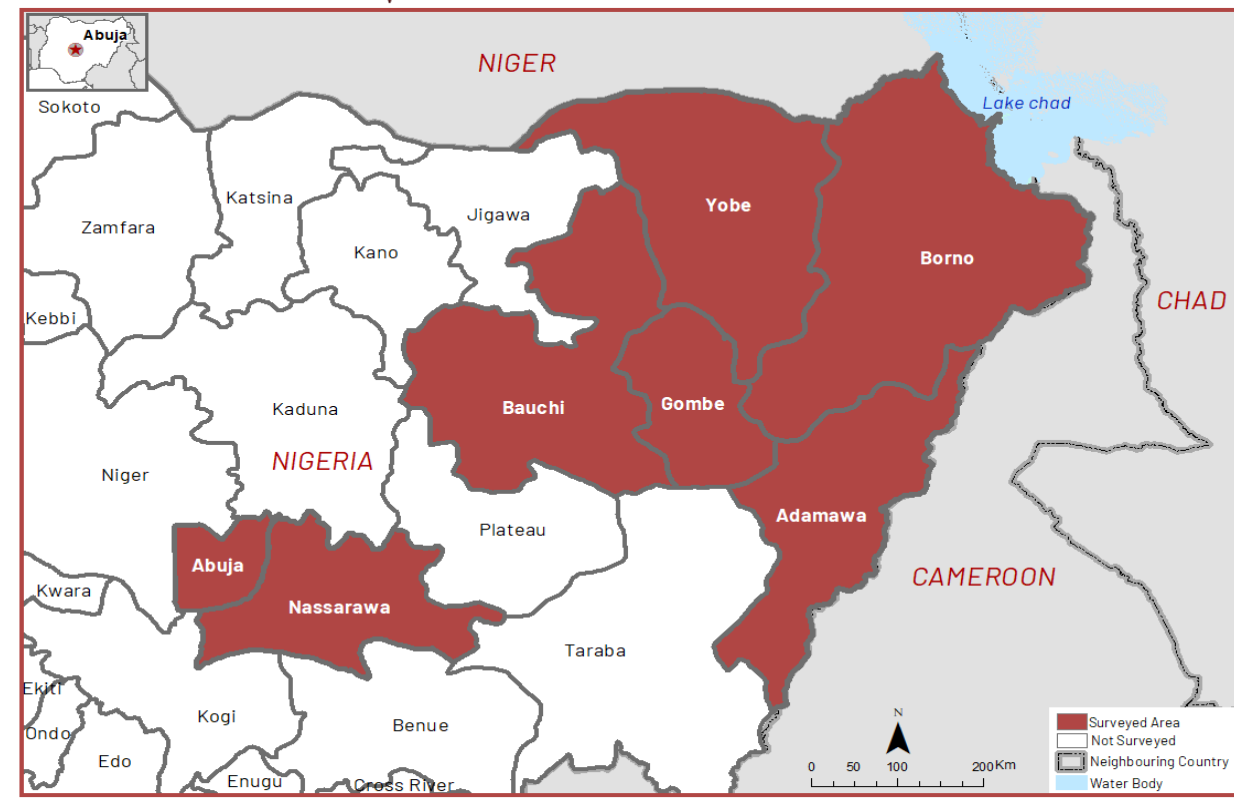 Abuja
NIGER
Sokoto
Lake chad
Katsina
Yobe
Jigawa
Zamfara
Kano
Borno
CHAD
Kebbi
Kaduna
Bauchi
Gombe
NIGERIA
Niger
Adamawa
Plateau
Abuja
CAMEROON
Kwara
Nassarawa
Taraba
Ekiti
Kogi
Benue
Ondo
Edo
Enugu
Cross River
N
0 50 100 200 Km
Surveyed Area
Not Surveyed
Neighbouring Country
Water Body